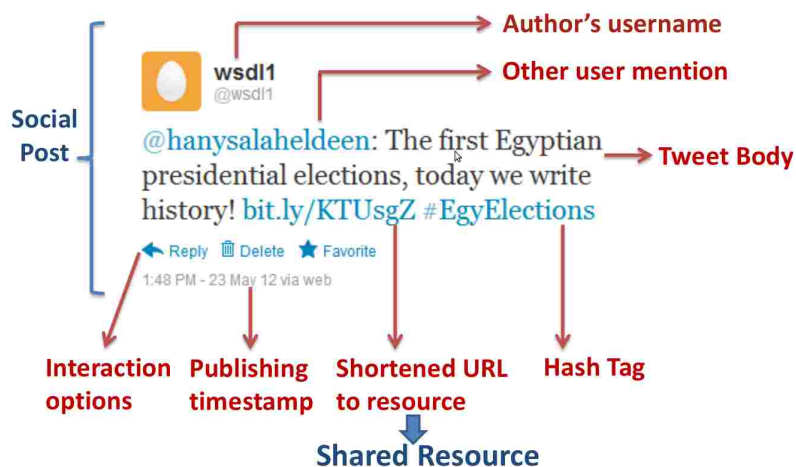 Author's username
wsdl1
@wsdl1
Other user mention
Social
Post
@hanysalaheldeen: The first Egyptian
presidential elections, today we write
history! bit.ly/KTUsgZ #EgyElections
Tweet Body
Reply Delete Favorite
1:48 PM - 23 May 12 via web
Interaction
options
Publishing
timestamp
Shortened URL
to resource
Hash Tag
Shared Resource